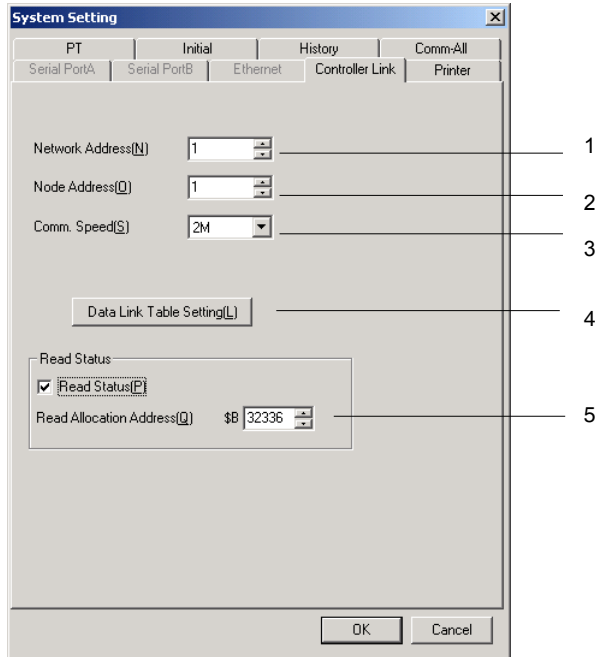 System Setting
PT Initial History Comm-All
Serial PortA Serial PortB Ethernet Controller Link Printer
Network Address(N) 1 1
Node Address(O) 1 2
Comm. Speed(S) 2M 3
Data Link Table Setting(L) 4
Read Status
Read Status(P)
Read Allocation Address(Q) $B 32336 5
OK Cancel